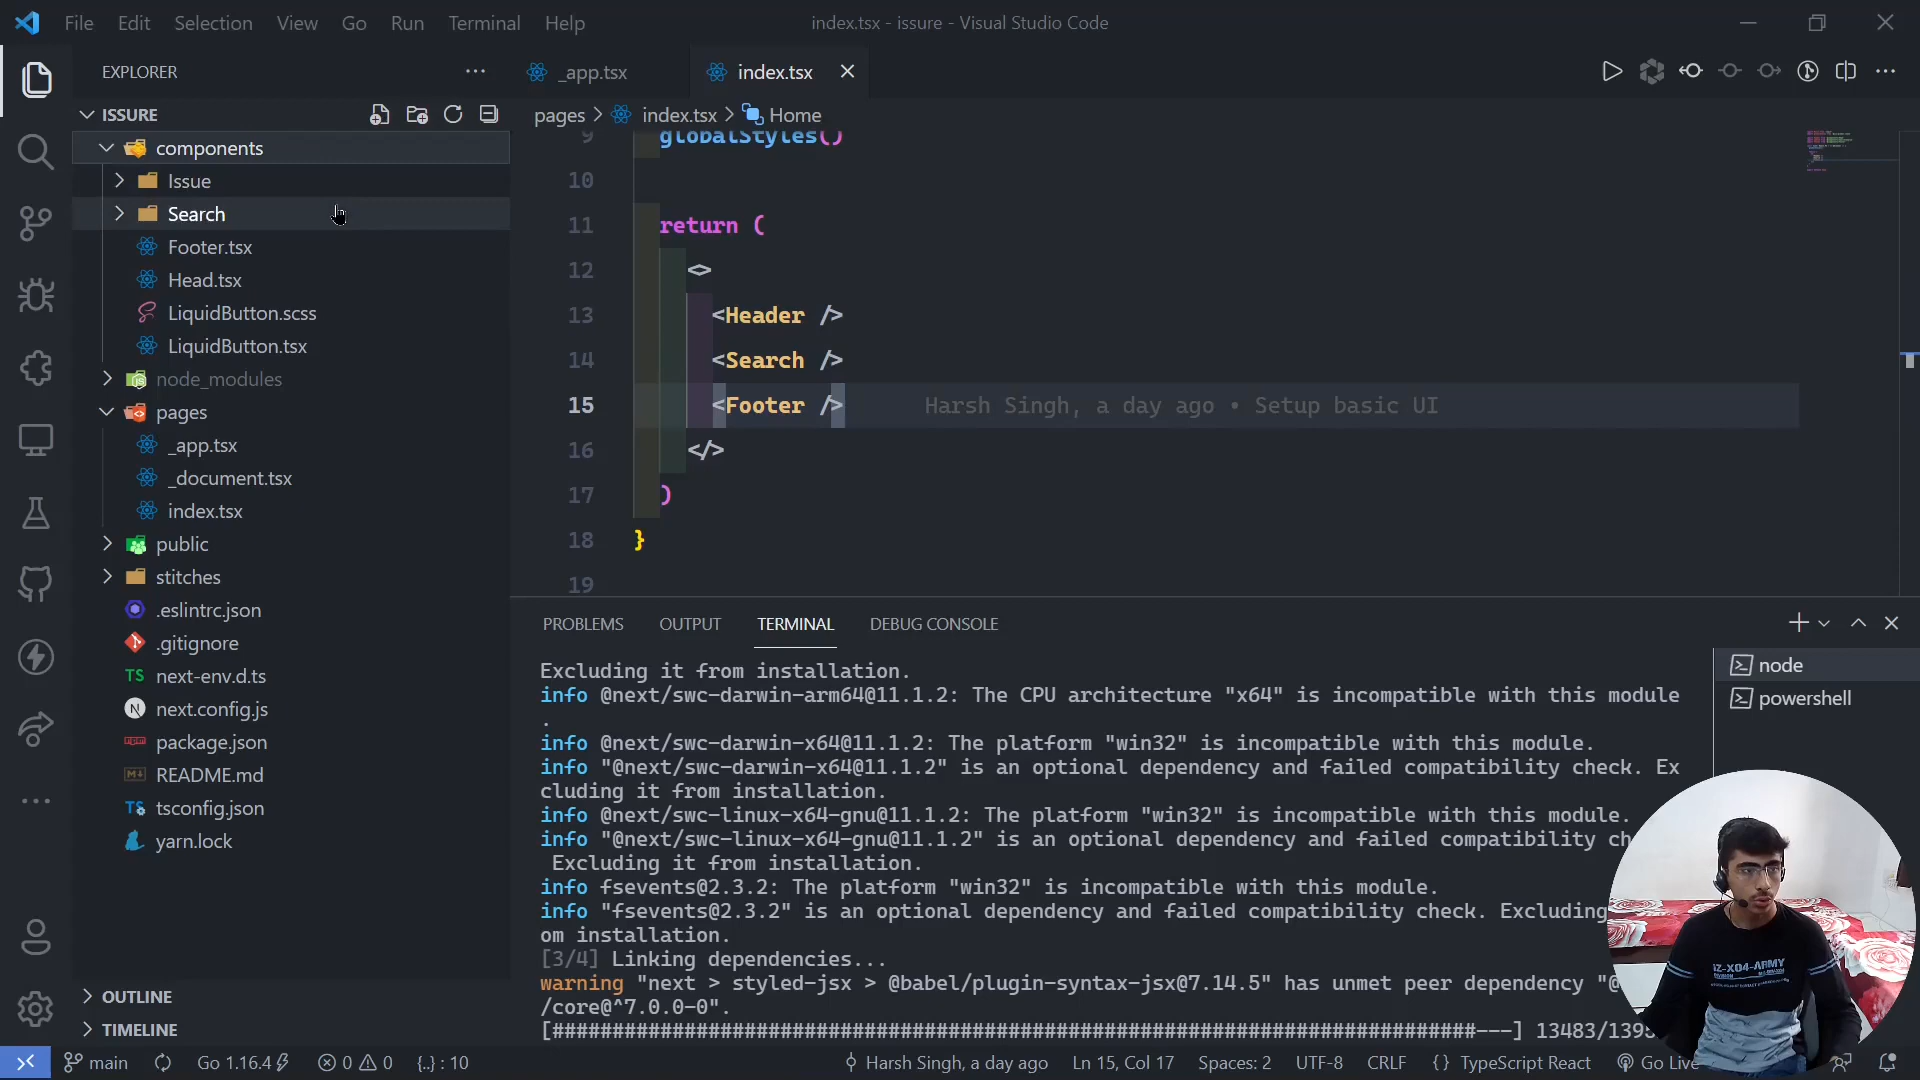 File Edit Selection View Go Run Terminal Help
index.tsx - issure - Visual Studio Code
EXPLORER
ISSURE
components
Issue
Search
Footer.tsx
Head.tsx
LiquidButton.scss
LiquidButton.tsx
node_modules
pages
_app.tsx
_document.tsx
index.tsx
public
stitches
.eslintrc.json
.gitignore
next-env.d.ts
next.config.js
package.json
README.md
tsconfig.json
yarn.lock
OUTLINE
TIMELINE
_app.tsx index.tsx
pages > index.tsx > Home
9 globalStyles()
10
11 return (
12 <>
13 <Header />
14 <Search />
15 <Footer /> Harsh Singh, a day ago • Setup basic UI
16 </>
17 )
18 }
19
PROBLEMS OUTPUT TERMINAL DEBUG CONSOLE
node
powershell
Excluding it from installation.
info @next/swc-darwin-arm64@11.1.2: The CPU architecture "x64" is incompatible with this module
.
info @next/swc-darwin-x64@11.1.2: The platform "win32" is incompatible with this module.
info "@next/swc-darwin-x64@11.1.2" is an optional dependency and failed compatibility check. Ex
cluding it from installation.
info @next/swc-linux-x64-gnu@11.1.2: The platform "win32" is incompatible with this module.
info "@next/swc-linux-x64-gnu@11.1.2" is an optional dependency and failed compatibility ch
Excluding it from installation.
info fsevents@2.3.2: The platform "win32" is incompatible with this module.
info "fsevents@2.3.2" is an optional dependency and failed compatibility check. Excluding
om installation.
[3/4] Linking dependencies...
warning "next > styled-jsx > @babel/plugin-syntax-jsx@7.14.5" has unmet peer dependency "@
/core@^7.0.0-0".
[#############################################################################---] 13483/139
IZ-X04-ARMY
main Go 1.16.4 0 0 {..} : 10 Harsh Singh, a day ago Ln 15, Col 17 Spaces: 2 UTF-8 CRLF {} TypeScript React Go Live